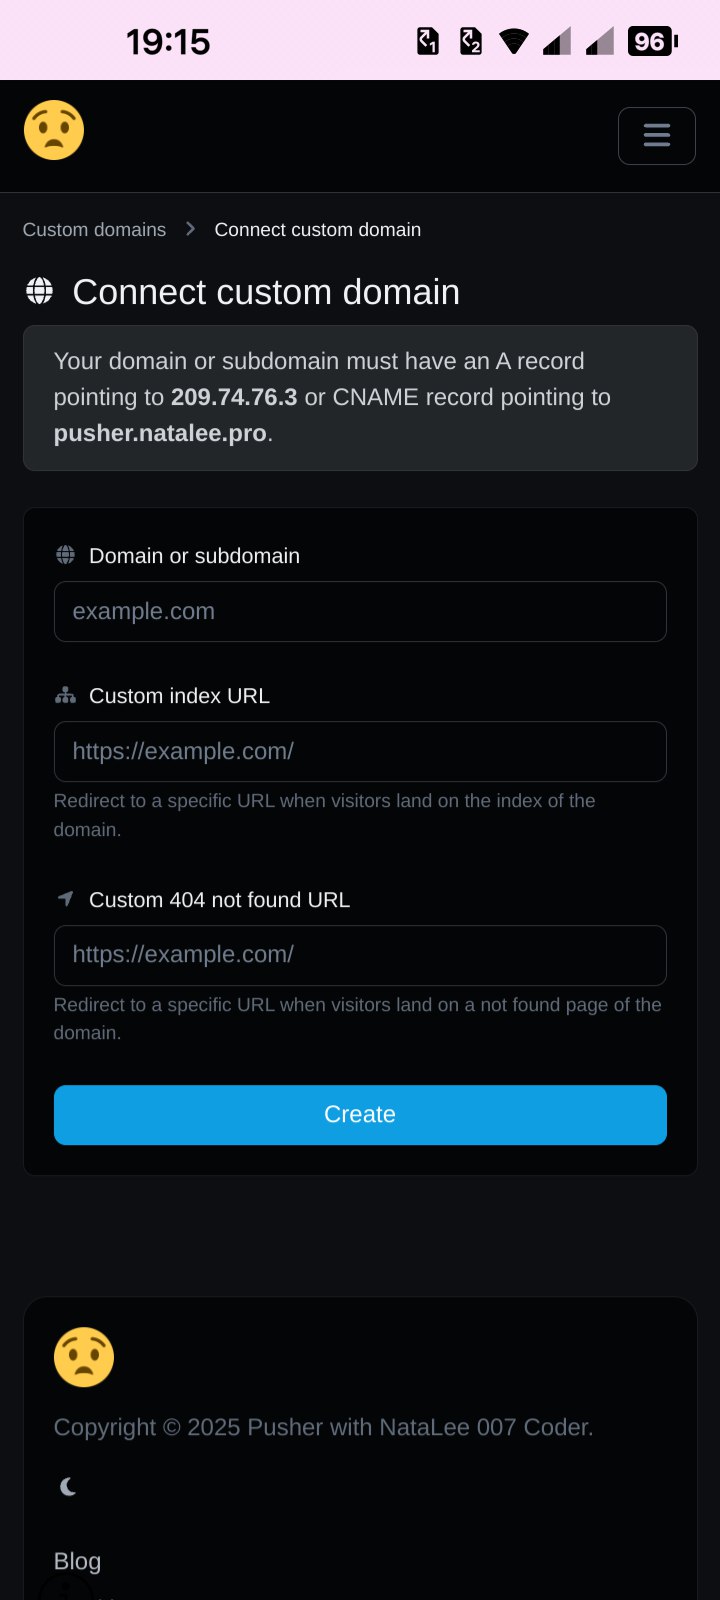 19:15
1
2
96
Custom domains
Connect custom domain
Connect custom domain
Your domain or subdomain must have an A record
pointing to 209.74.76.3 or CNAME record pointing to
pusher.natalee.pro.
Domain or subdomain
example.com
Custom index URL
https://example.com/
Redirect to a specific URL when visitors land on the index of the
domain.
Custom 404 not found URL
https://example.com/
Redirect to a specific URL when visitors land on a not found page of the
domain.
Create
Copyright © 2025 Pusher with NataLee 007 Coder.
Blog